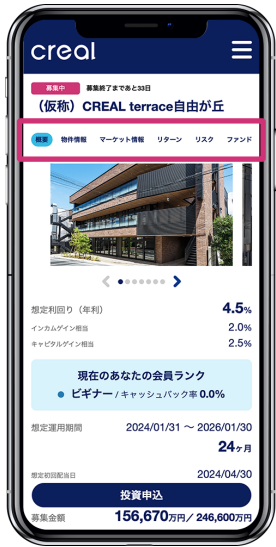 creal
募集中 募集終了まであと33日
（仮称）CREAL terrace自由が丘
概要 物件情報 マーケット情報 リターン リスク ファンド
想定利回り（年利） 4.5%
インカムゲイン相当 2.0%
キャピタルゲイン相当 2.5%
現在のあなたの会員ランク
ビギナー / キャッシュバック率 0.0%
想定運用期間 2024/01/31 ～ 2026/01/30
24ヶ月
想定初回配当日 2024/04/30
投資申込
募集金額 156,670万円／ 246,600万円